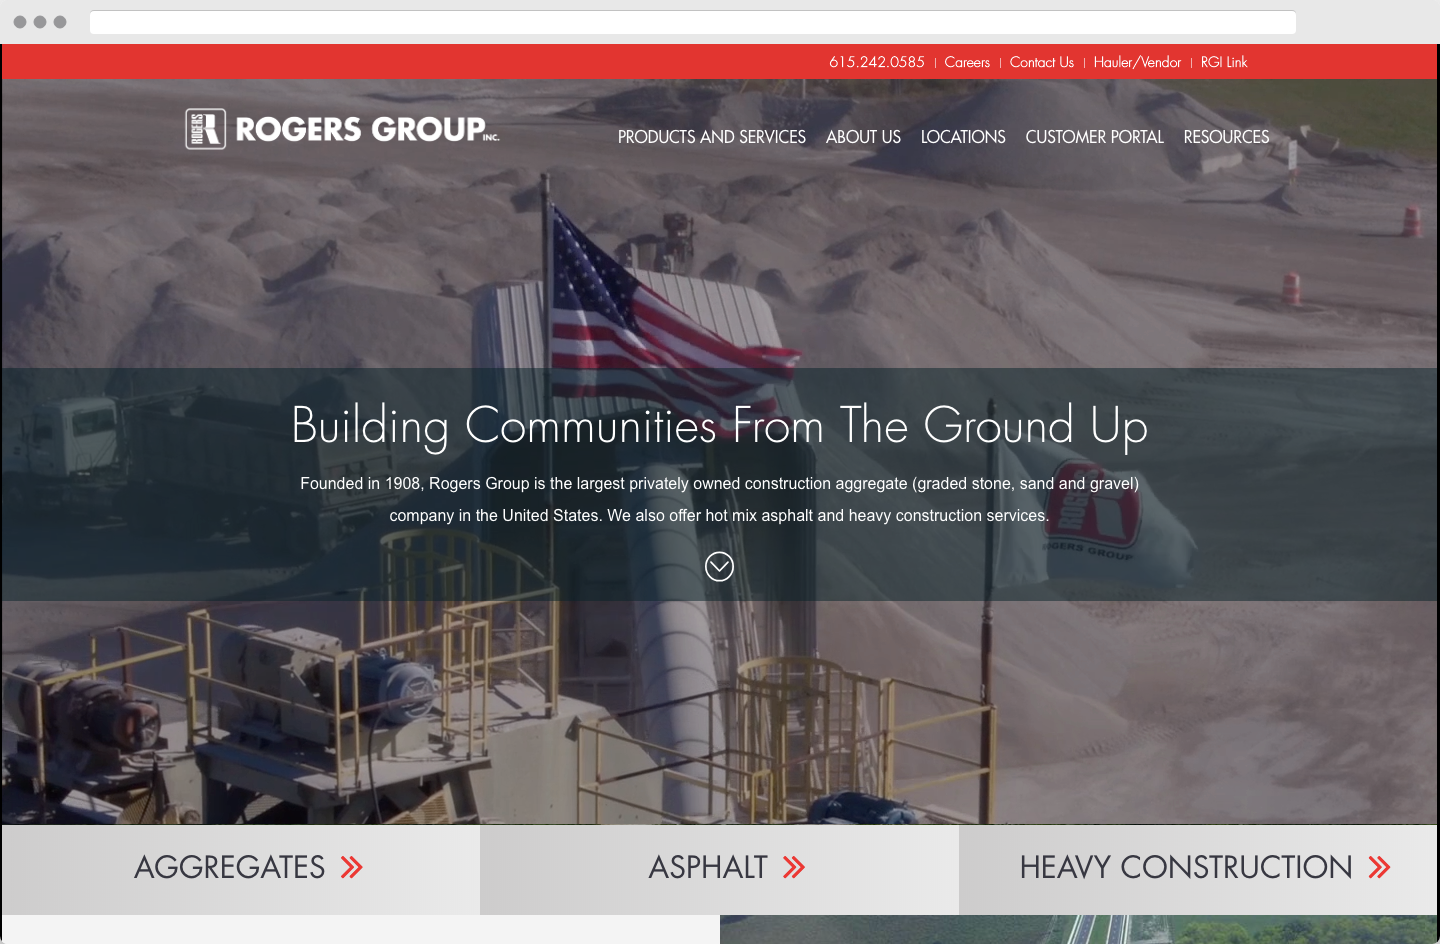 615.242.0585 | Careers | Contact Us | Hauler/Vendor | RGI Link
ROGERS
ROGERS GROUP INC.
PRODUCTS AND SERVICES ABOUT US LOCATIONS CUSTOMER PORTAL RESOURCES
Building Communities From The Ground Up
Founded in 1908, Rogers Group is the largest privately owned construction aggregate (graded stone, sand and gravel)
company in the United States. We also offer hot mix asphalt and heavy construction services.
ROGERS
ROGERS GROUP
AGGREGATES
ASPHALT
HEAVY CONSTRUCTION